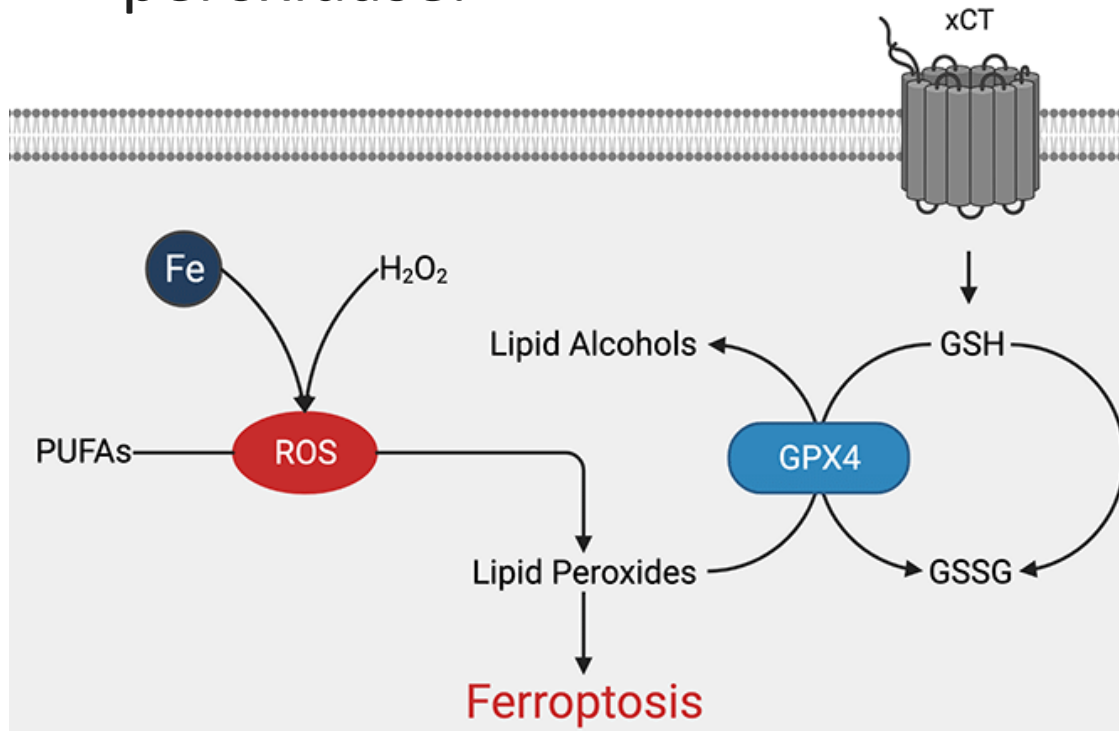 xCT
Fe
H₂O₂
Lipid Alcohols
GSH
PUFAs
ROS
GPX4
Lipid Peroxides
GSSG
Ferroptosis